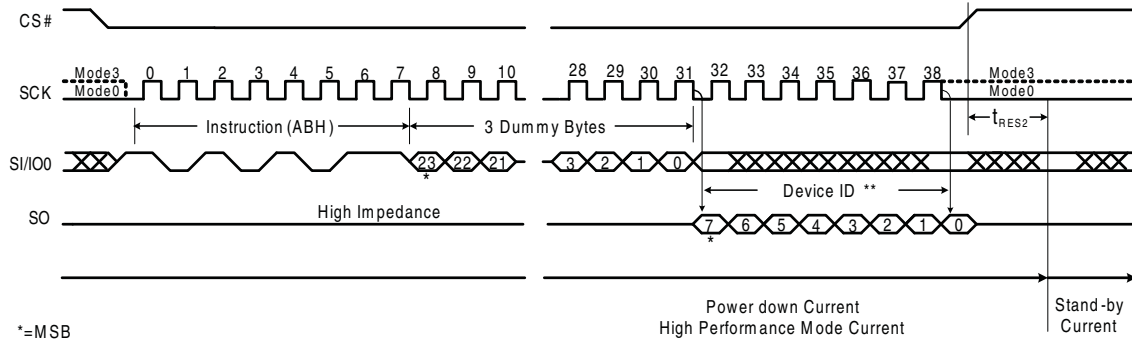 CS#
Mode3 0 1 2 3 4 5 6 7 8 9 10 28 29 30 31 32 33 34 35 36 37 38 Mode3
SCK Mode0 Mode0
Instruction (ABH) 3 Dummy Bytes tRES2
SI/IO0 23 22 21 3 2 1 0
*
Device ID **
High Impedance
SO 7 6 5 4 3 2 1 0
*
Power down Current Stand-by
High Performance Mode Current Current
*=MSB